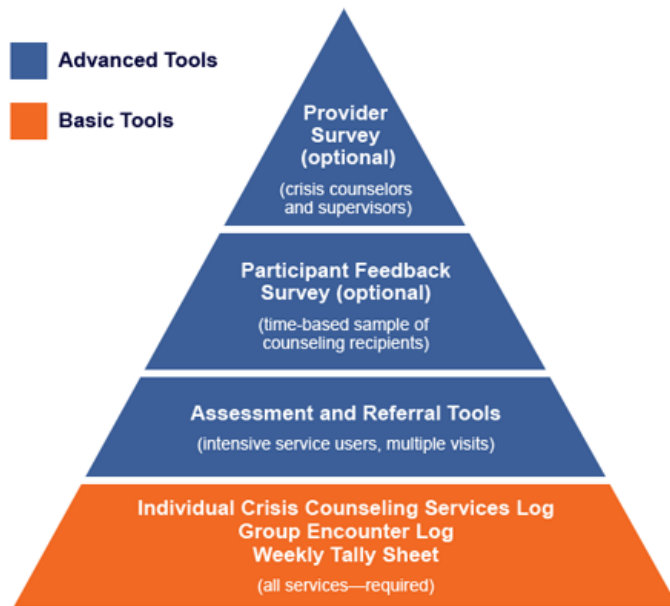 Advanced Tools
Basic Tools
Provider
Survey
(optional)
(crisis counselors
and supervisors)
Participant Feedback
Survey (optional)
(time-based sample of
counseling recipients)
Assessment and Referral Tools
(intensive service users, multiple visits)
Individual Crisis Counseling Services Log
Group Encounter Log
Weekly Tally Sheet
(all services—required)